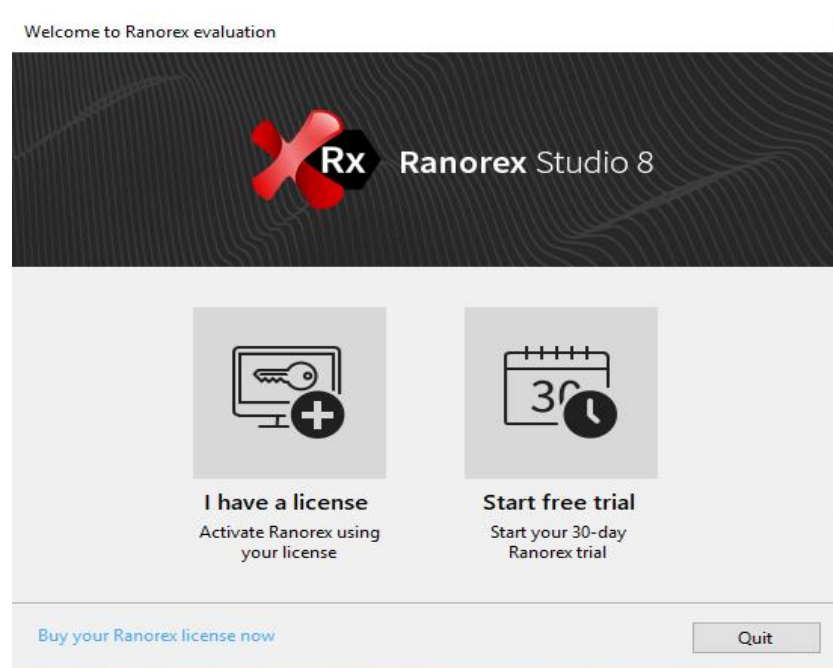 Welcome to Ranorex evaluation
Rx Ranorex Studio 8
30
I have a license
Activate Ranorex using
your license
Start free trial
Start your 30-day
Ranorex trial
Buy your Ranorex license now
Quit